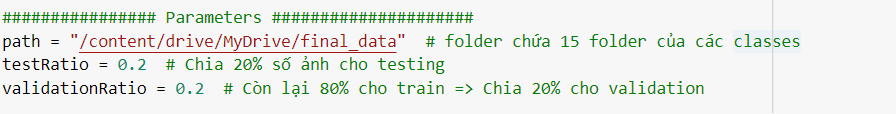 ################ Parameters #####################
path = "/content/drive/MyDrive/final_data"  # folder chứa 15 folder của các classes
testRatio = 0.2  # Chia 20% số ảnh cho testing
validationRatio = 0.2  # Còn lại 80% cho train => Chia 20% cho validation